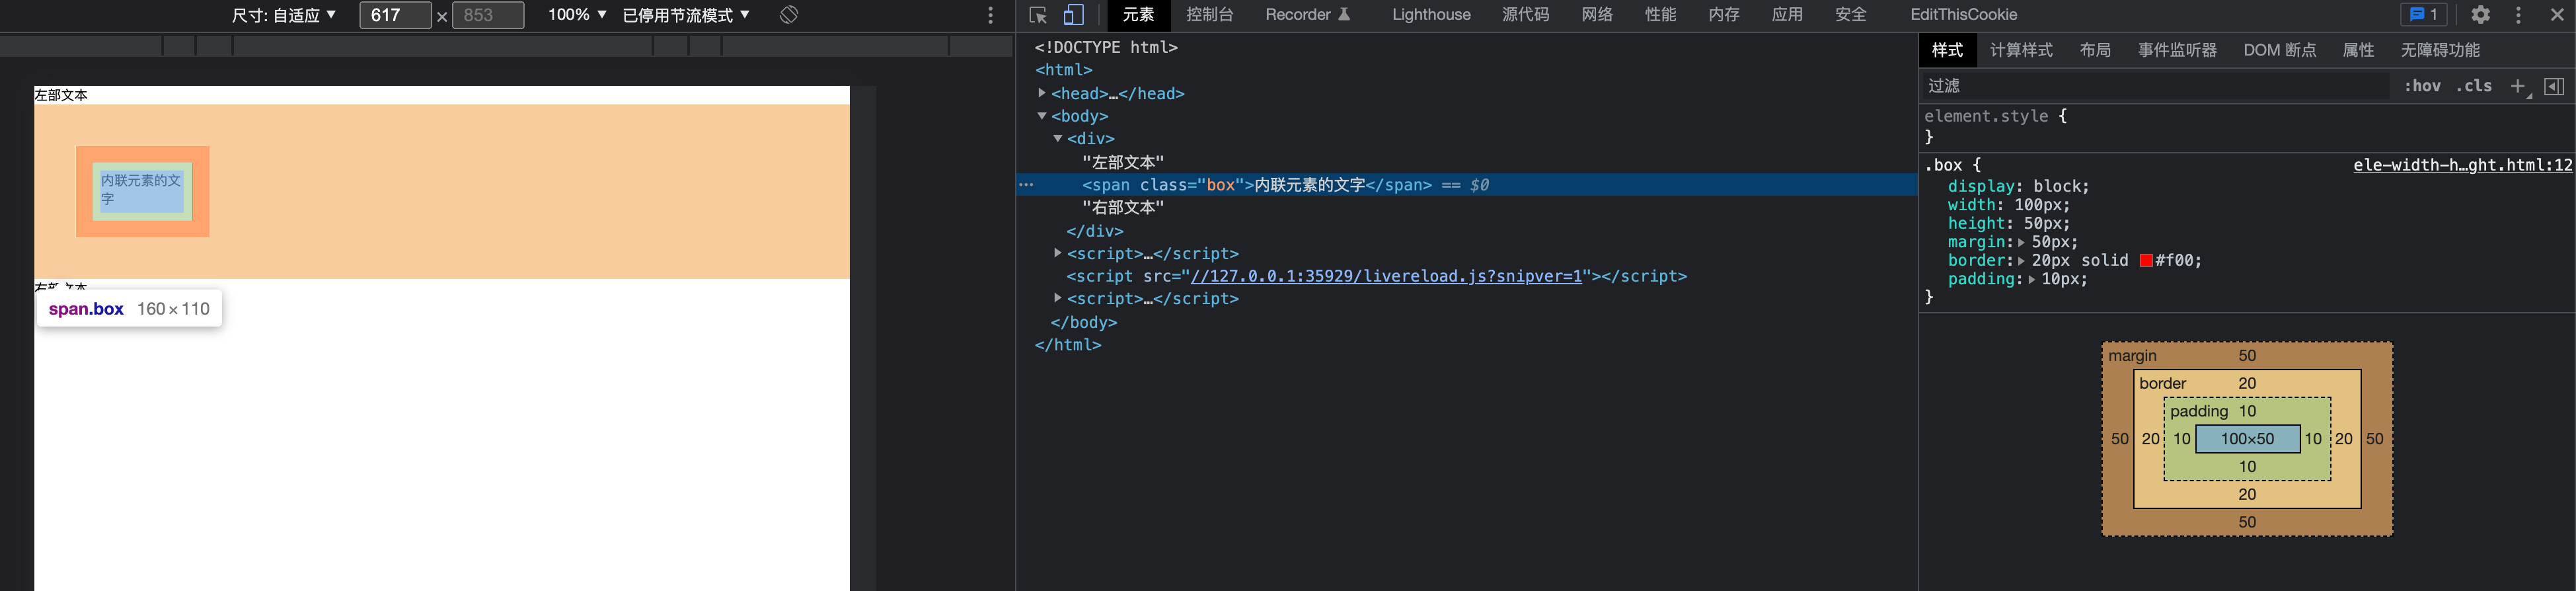 尺寸: 自适应 ▼ 617 × 853 100% ▼ 已停用节流模式 ▼
元素 控制台 Recorder Lighthouse 源代码 网络 性能 内存 应用 安全 EditThisCookie 1
左部文本
内联元素的文
字
span.box 160×110
<!DOCTYPE html>
<html>
<head>…</head>
<body>
<div>
"左部文本"
<span class="box">内联元素的文字</span> == $0
"右部文本"
</div>
<script>…</script>
<script src="//127.0.0.1:35929/livereload.js?snipver=1"></script>
<script>…</script>
</body>
</html>
样式 计算样式 布局 事件监听器 DOM 断点 属性 无障碍功能
过滤 :hov .cls
element.style {
}
.box { ele-width-h…ght.html:12
display: block;
width: 100px;
height: 50px;
margin: 50px;
border: 20px solid #f00;
padding: 10px;
}
margin 50
border 20
padding 10
50 20 10 100×50 10 20 50
10
20
50